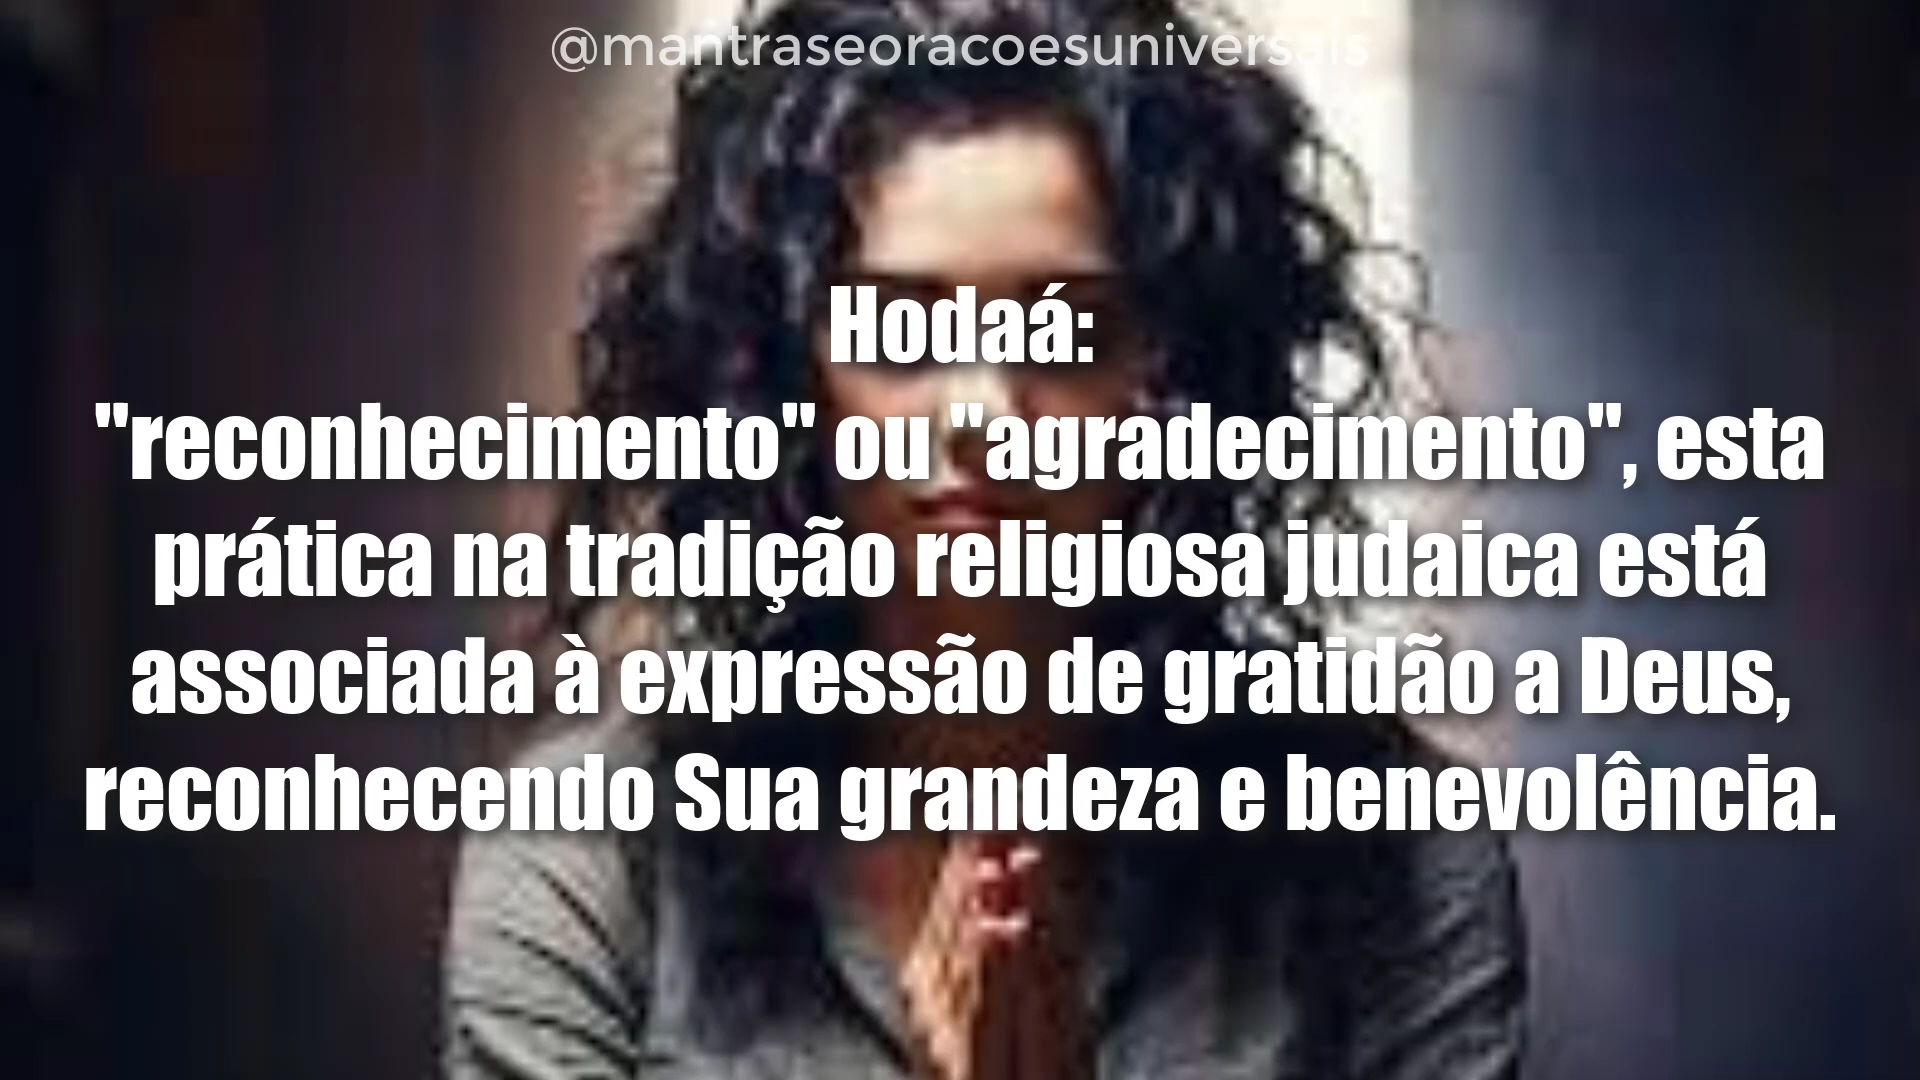 @mantraseoracoesuniversais
Hodaá:
"reconhecimento" ou "agradecimento", esta
prática na tradição religiosa judaica está
associada à expressão de gratidão a Deus,
reconhecendo Sua grandeza e benevolência.